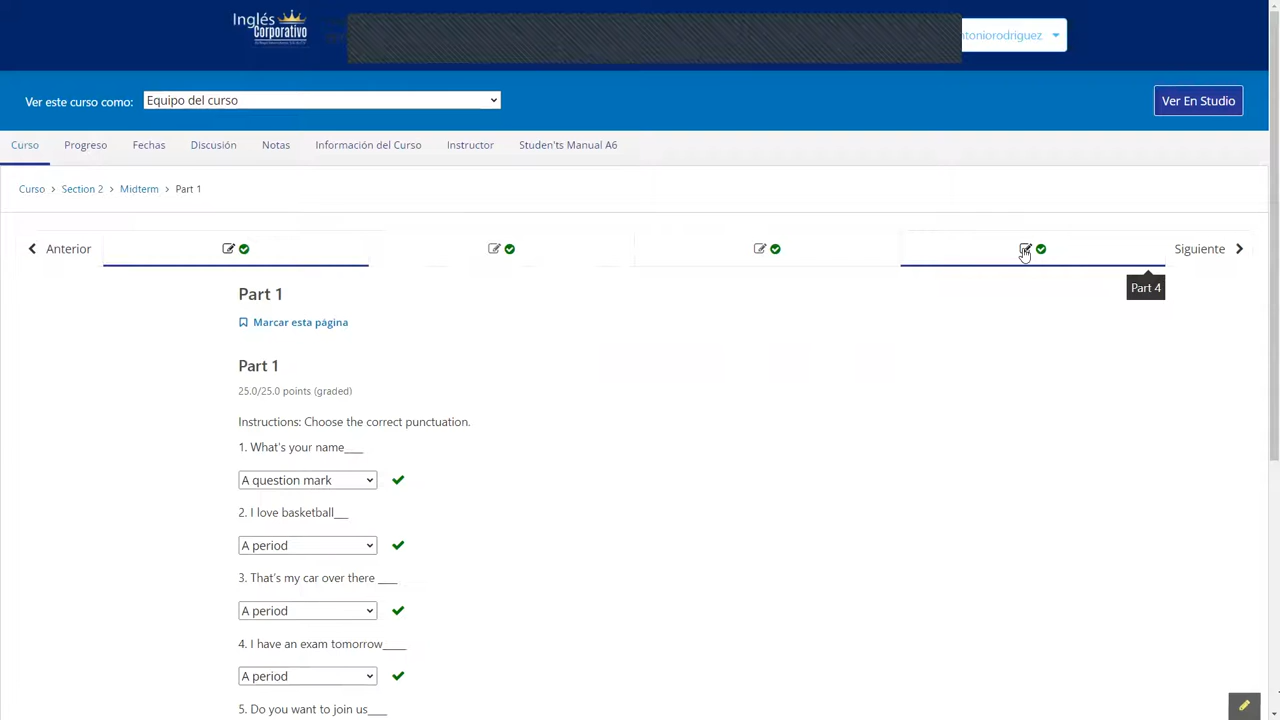 Inglés
Corporativo
ntoniorodriguez
Ver este curso como: Equipo del curso
Ver En Studio
Curso Progreso Fechas Discusión Notas Información del Curso Instructor Studen'ts Manual A6
Curso > Section 2 > Midterm > Part 1
Anterior Siguiente
Part 4
Part 1
Marcar esta página
Part 1
25.0/25.0 points (graded)
Instructions: Choose the correct punctuation.
1. What's your name___
A question mark
2. I love basketball__
A period
3. That's my car over there ___
A period
4. I have an exam tomorrow____
A period
5. Do you want to join us___